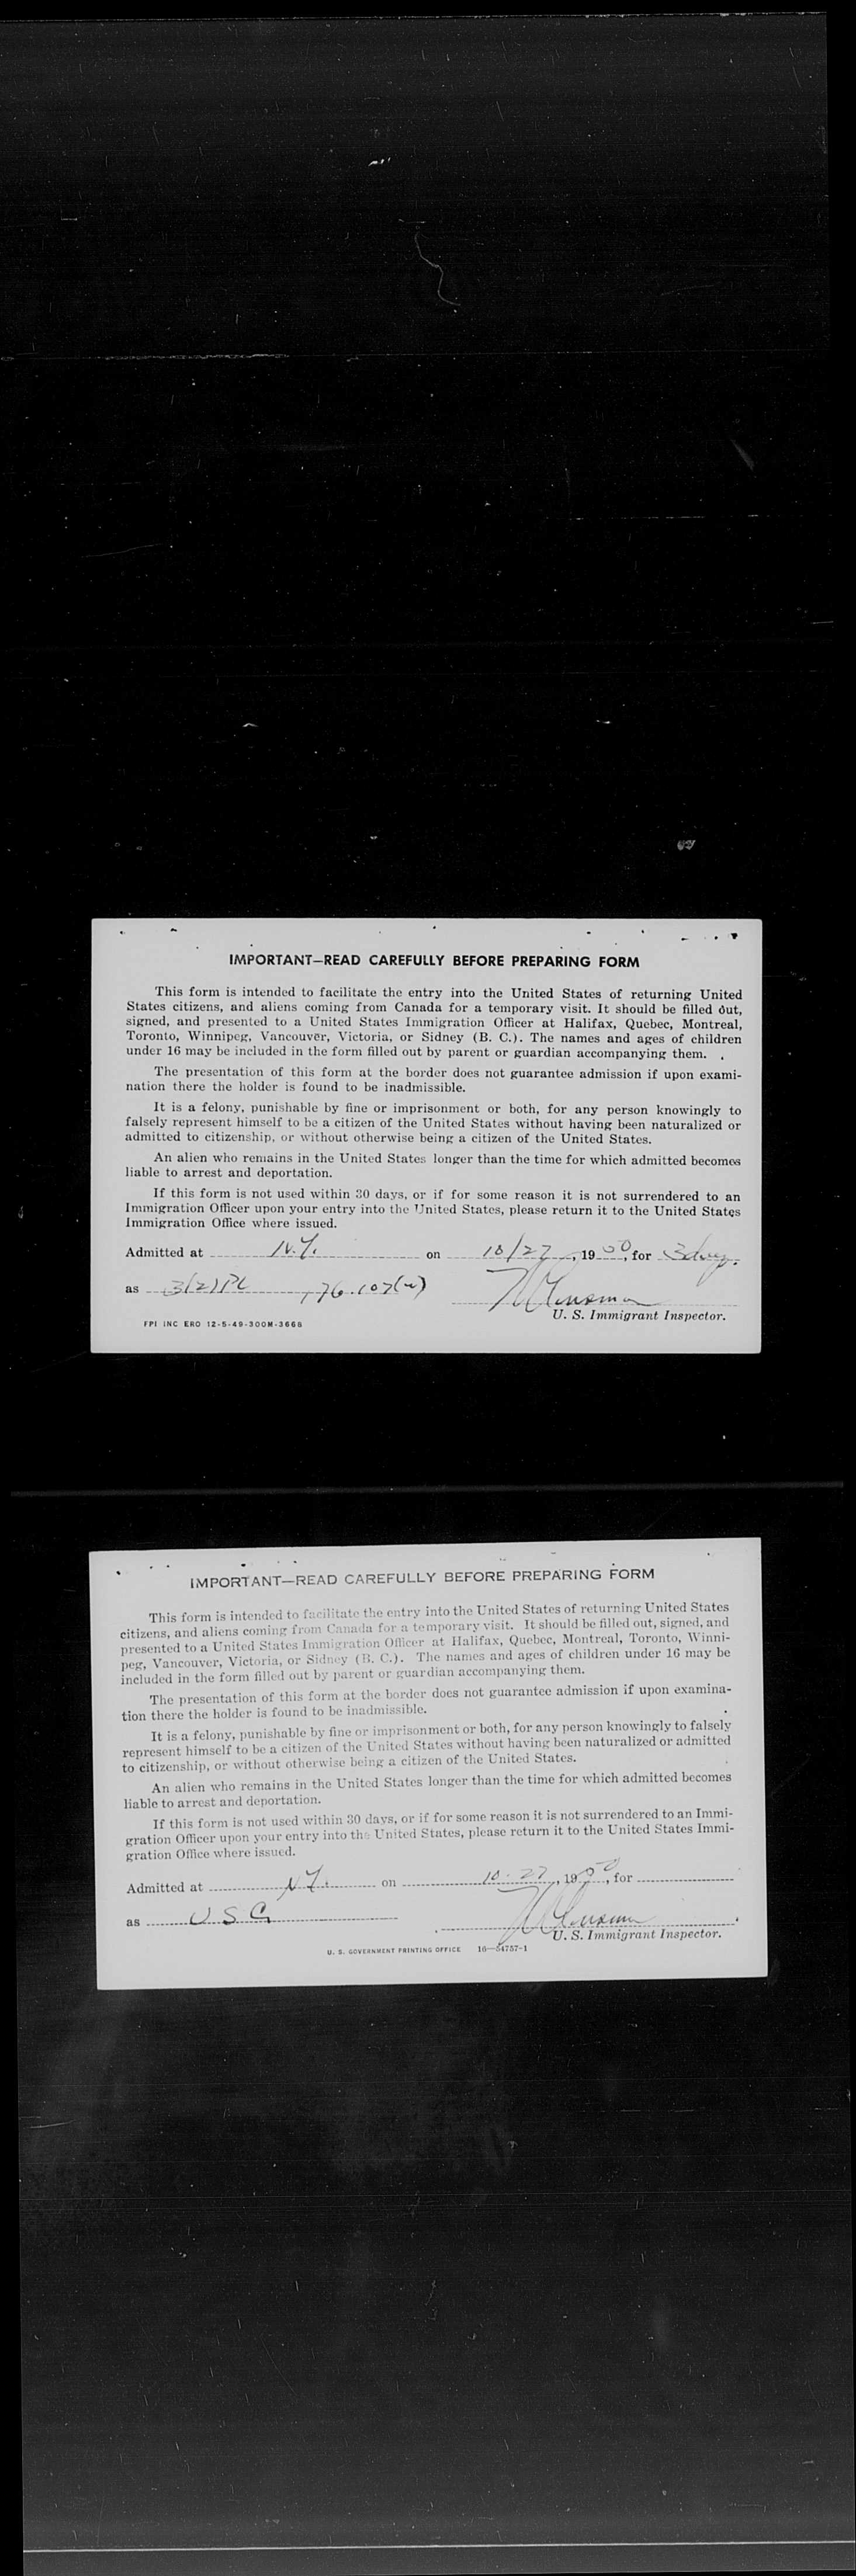 IMPORTANT—READ CAREFULLY BEFORE PREPARING FORM
This form is intended to facilitate the entry into the United States of returning United
States citizens, and aliens coming from Canada for a temporary visit. It should be filled out,
signed, and presented to a United States Immigration Officer at Halifax, Quebec, Montreal,
Toronto, Winnipeg, Vancouver, Victoria, or Sidney (B. C.). The names and ages of children
under 16 may be included in the form filled out by parent or guardian accompanying them.
The presentation of this form at the border does not guarantee admission if upon exami-
nation there the holder is found to be inadmissible.
It is a felony, punishable by fine or imprisonment or both, for any person knowingly to
falsely represent himself to be a citizen of the United States without having been naturalized or
admitted to citizenship, or without otherwise being a citizen of the United States.
An alien who remains in the United States longer than the time for which admitted becomes
liable to arrest and deportation.
If this form is not used within 30 days, or if for some reason it is not surrendered to an
Immigration Officer upon your entry into the United States, please return it to the United States
Immigration Office where issued.
Admitted at N.Y. on 10/27, 1950, for 3 days.
as 3(2)
U. S. Immigrant Inspector.
FPI INC ERO 12-5-49-300M-3668
IMPORTANT—READ CAREFULLY BEFORE PREPARING FORM
This form is intended to facilitate the entry into the United States of returning United States
citizens, and aliens coming from Canada for a temporary visit. It should be filled out, signed, and
presented to a United States Immigration Officer at Halifax, Quebec, Montreal, Toronto, Winni-
peg, Vancouver, Victoria, or Sidney (B. C.). The names and ages of children under 16 may be
included in the form filled out by parent or guardian accompanying them.
The presentation of this form at the border does not guarantee admission if upon examina-
tion there the holder is found to be inadmissible.
It is a felony, punishable by fine or imprisonment or both, for any person knowingly to falsely
represent himself to be a citizen of the United States without having been naturalized or admitted
to citizenship, or without otherwise being a citizen of the United States.
An alien who remains in the United States longer than the time for which admitted becomes
liable to arrest and deportation.
If this form is not used within 30 days, or if for some reason it is not surrendered to an Immi-
gration Officer upon your entry into the United States, please return it to the United States Immi-
gration Office where issued.
Admitted at N.Y. on 10-27, 1950, for
as USC
U. S. Immigrant Inspector.
U. S. GOVERNMENT PRINTING OFFICE 16—54757-1